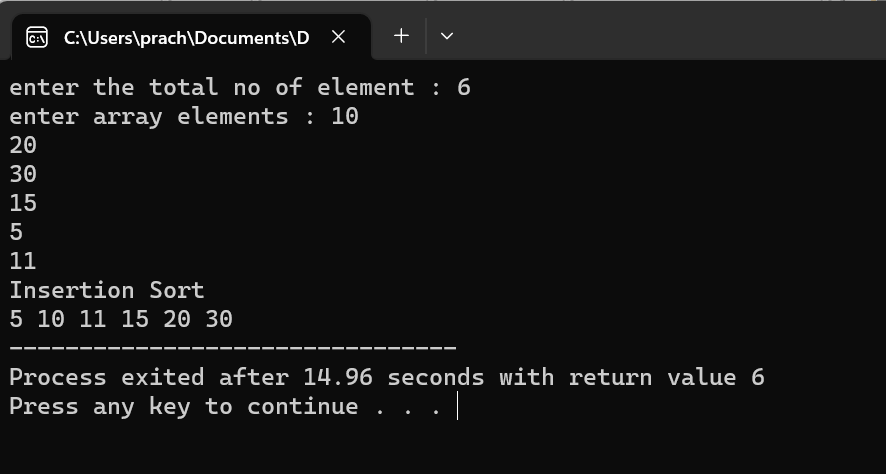 C:\Users\prach\Documents\D
enter the total no of element : 6
enter array elements : 10
20
30
15
5
11
Insertion Sort
5 10 11 15 20 30
--------------------------------
Process exited after 14.96 seconds with return value 6
Press any key to continue . . .